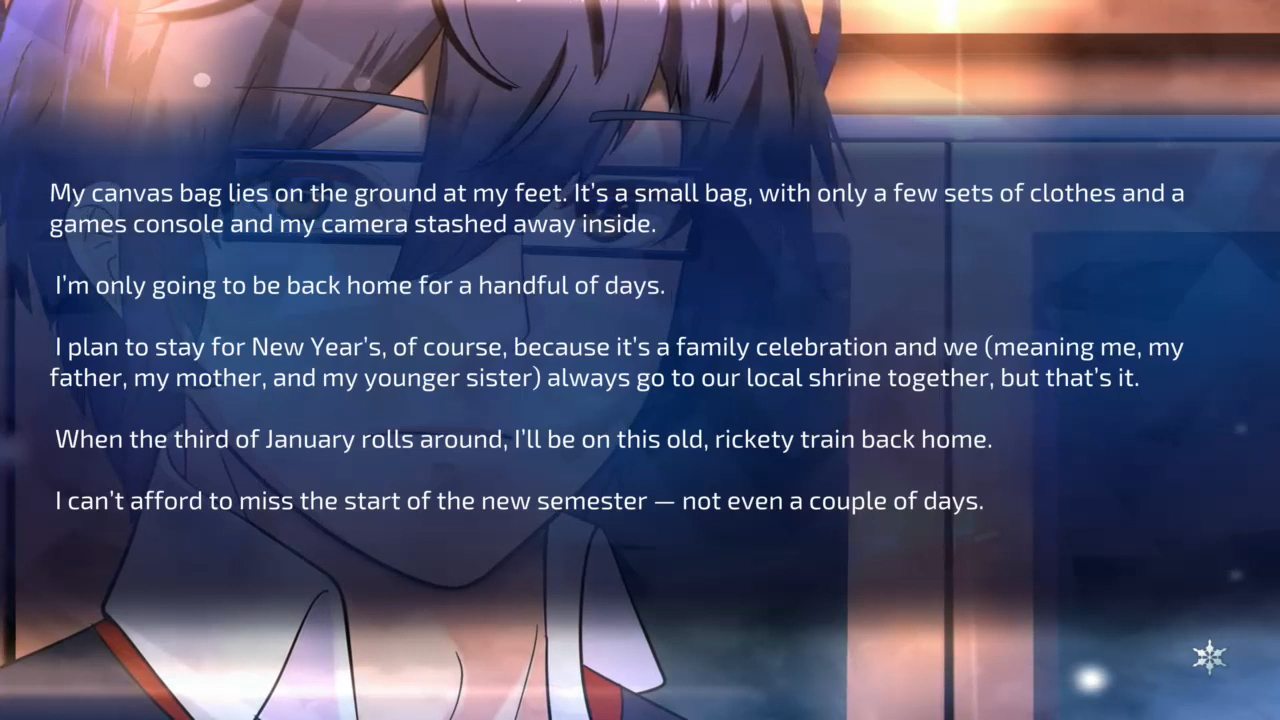 My canvas bag lies on the ground at my feet. It’s a small bag, with only a few sets of clothes and a
games console and my camera stashed away inside.
I’m only going to be back home for a handful of days.
I plan to stay for New Year’s, of course, because it’s a family celebration and we (meaning me, my
father, my mother, and my younger sister) always go to our local shrine together, but that’s it.
When the third of January rolls around, I’ll be on this old, rickety train back home.
I can’t afford to miss the start of the new semester — not even a couple of days.